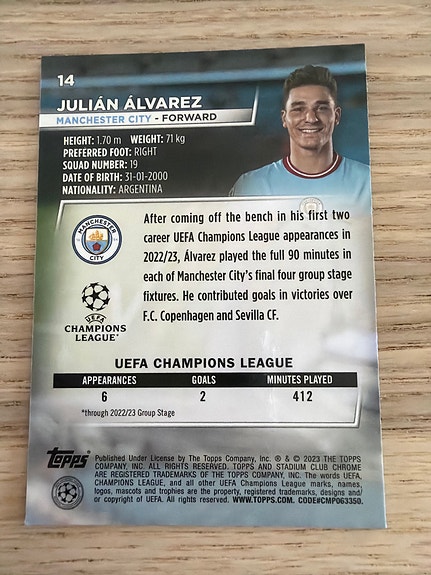 14
JULIÁN ÁLVAREZ
MANCHESTER CITY - FORWARD
HEIGHT: 1.70 m WEIGHT: 71 kg
PREFERRED FOOT: RIGHT
SQUAD NUMBER: 19
DATE OF BIRTH: 31-01-2000
NATIONALITY: ARGENTINA
MANCHESTER
CITY
After coming off the bench in his first two
career UEFA Champions League appearances in
2022/23, Álvarez played the full 90 minutes in
each of Manchester City's final four group stage
fixtures. He contributed goals in victories over
F.C. Copenhagen and Sevilla CF.
UEFA
CHAMPIONS
LEAGUE®
UEFA CHAMPIONS LEAGUE
APPEARANCES GOALS MINUTES PLAYED
6 2 412
*through 2022/23 Group Stage
Topps
Published Under License by The Topps Company, Inc. ® & © 2023 THE TOPPS
COMPANY, INC. ALL RIGHTS RESERVED. TOPPS AND STADIUM CLUB CHROME
ARE REGISTERED TRADEMARKS OF THE TOPPS COMPANY, INC. The words UEFA
CHAMPIONS LEAGUE, and all other UEFA Champions League marks, names,
logos, mascots and trophies are the property, registered trademarks, designs and/
or copyright of UEFA. All rights reserved. WWW.TOPPS.COM. CODE#CMP063350.